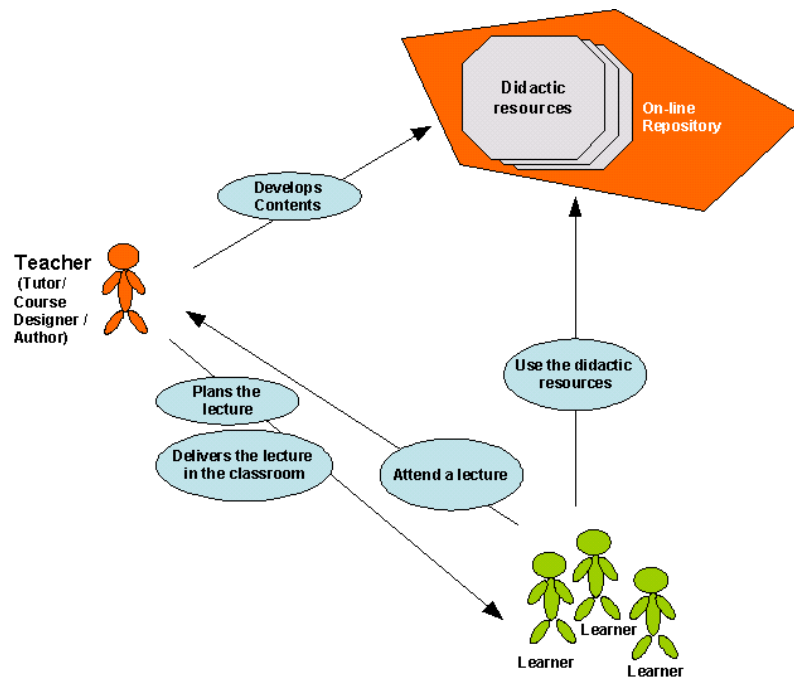 Didactic
resources
On-line
Repository
Develops
Contents
Teacher
(Tutor/
Course
Designer /
Author)
Use the didactic
resources
Plans the
lecture
Delivers the lecture
in the classroom
Attend a lecture
Learner
Learner
Learner